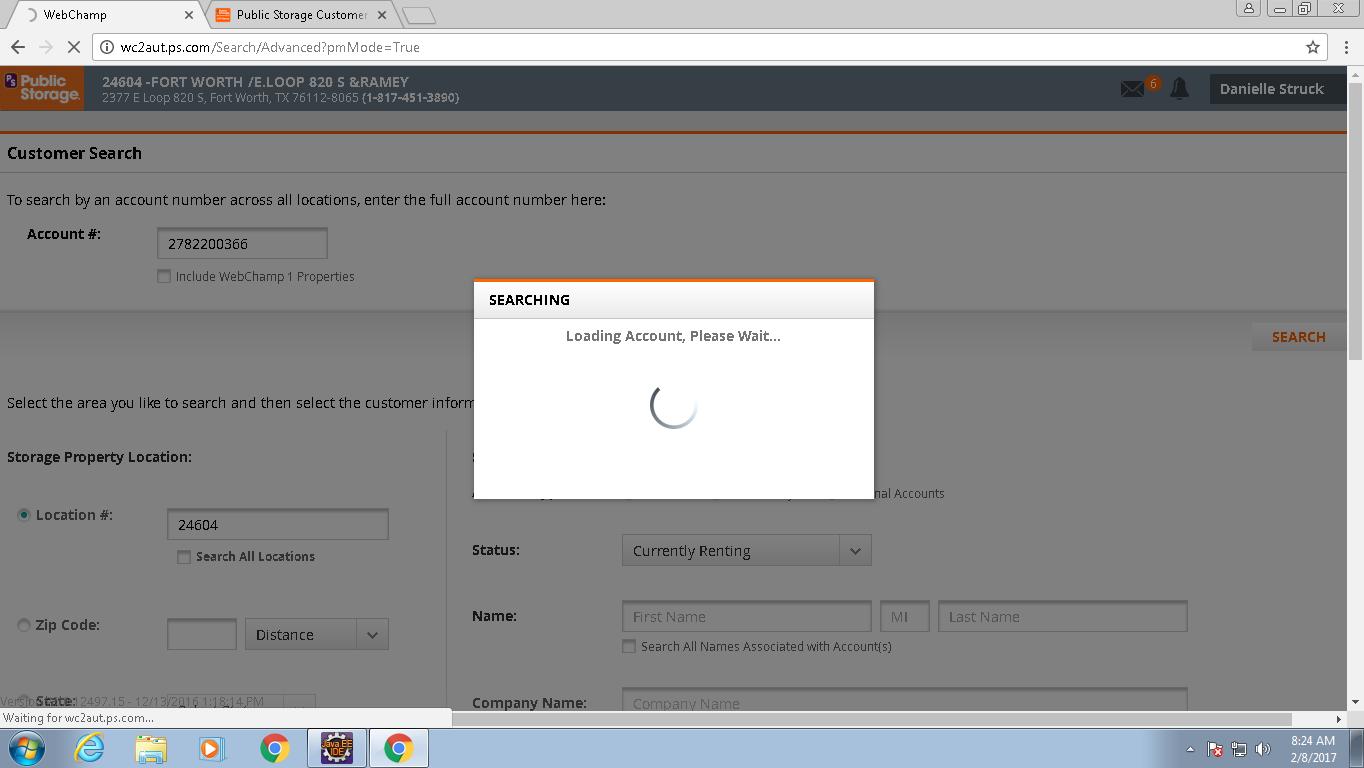 WebChamp
Public Storage Customer
wc2aut.ps.com/Search/Advanced?pmMode=True
Ps Public Storage.
24604 -FORT WORTH /E.LOOP 820 S &RAMEY
2377 E Loop 820 S, Fort Worth, TX 76112-8065 (1-817-451-3890)
6
Danielle Struck
Customer Search
To search by an account number across all locations, enter the full account number here:
Account #:
2782200366
Include WebChamp 1 Properties
SEARCHING
Loading Account, Please Wait...
SEARCH
Select the area you like to search and then select the customer inform
Storage Property Location:
nal Accounts
Location #:
24604
Search All Locations
Status:
Currently Renting
Zip Code:
Distance
Name:
First Name
MI
Last Name
Search All Names Associated with Account(s)
State:
12497.15 - 12/13/2016 1:18:14 PM
Company Name:
Company Name
Waiting for wc2aut.ps.com...
Java EE
IDE
8:24 AM
2/8/2017